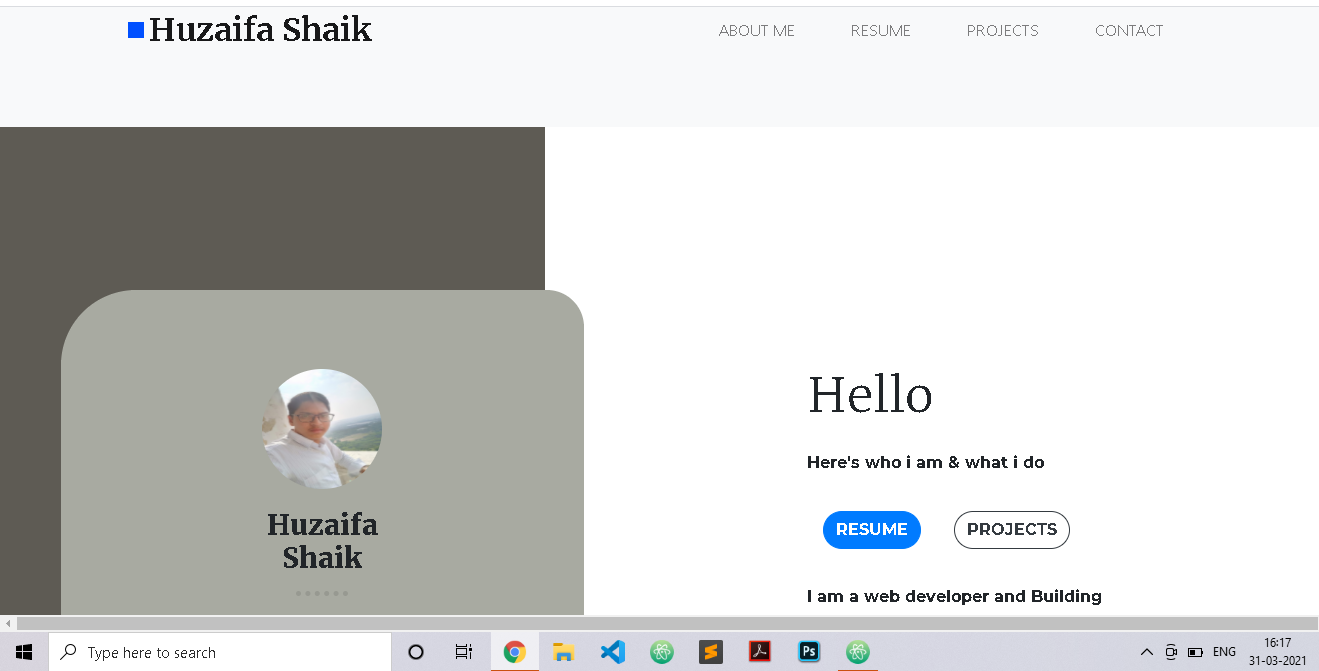 Huzaifa Shaik
ABOUT ME RESUME PROJECTS CONTACT
Hello
Here's who i am & what i do
RESUME PROJECTS
Huzaifa
Shaik
I am a web developer and Building
Type here to search
Ps
ENG
16:17
31-03-2021